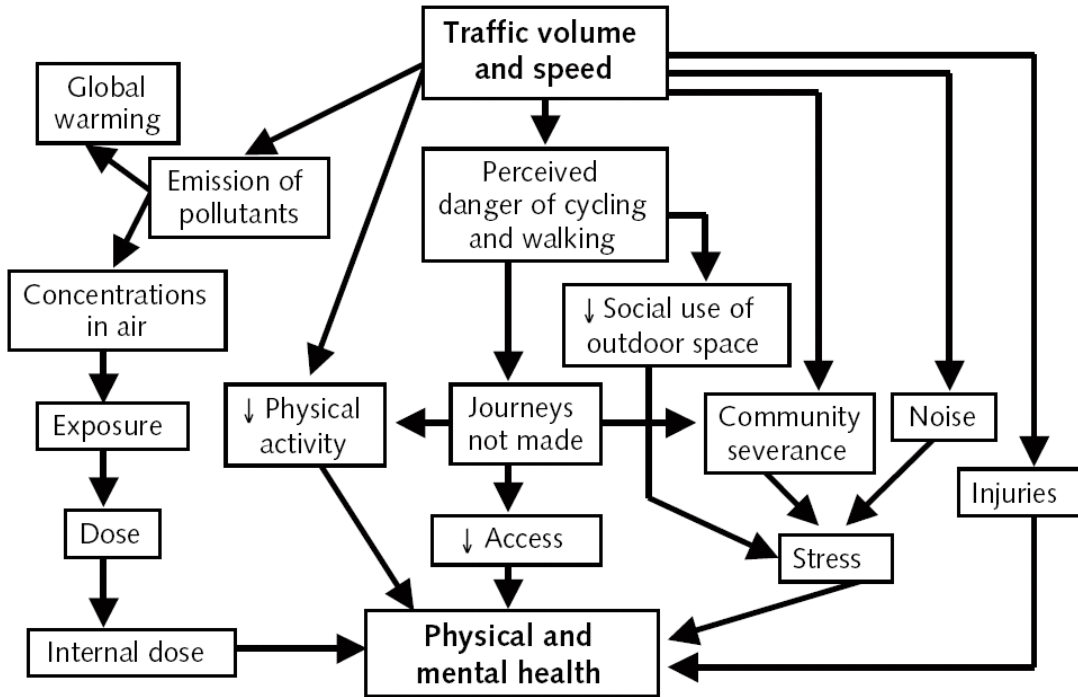 Traffic volume
and speed
Global
warming
Emission of
pollutants
Perceived
danger of cycling
and walking
Concentrations
in air
↓ Social use of
outdoor space
Exposure
↓ Physical
activity
Journeys
not made
Community
severance
Noise
Injuries
Dose
↓ Access
Stress
Internal dose
Physical and
mental health